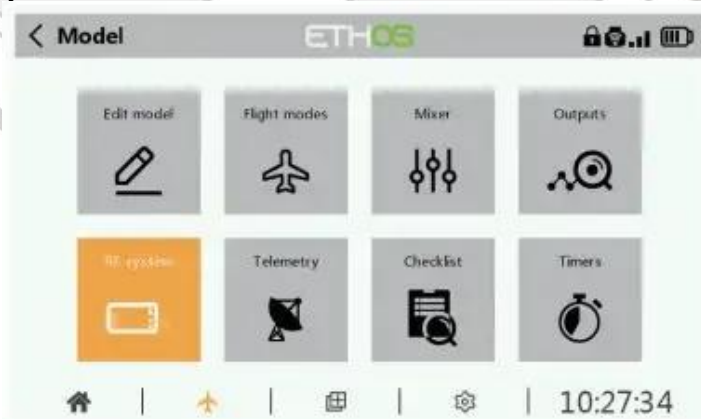 < Model
ETHOS
Edit model
Flight modes
Mixer
Outputs
RF system
Telemetry
Checklist
Timers
10:27:34